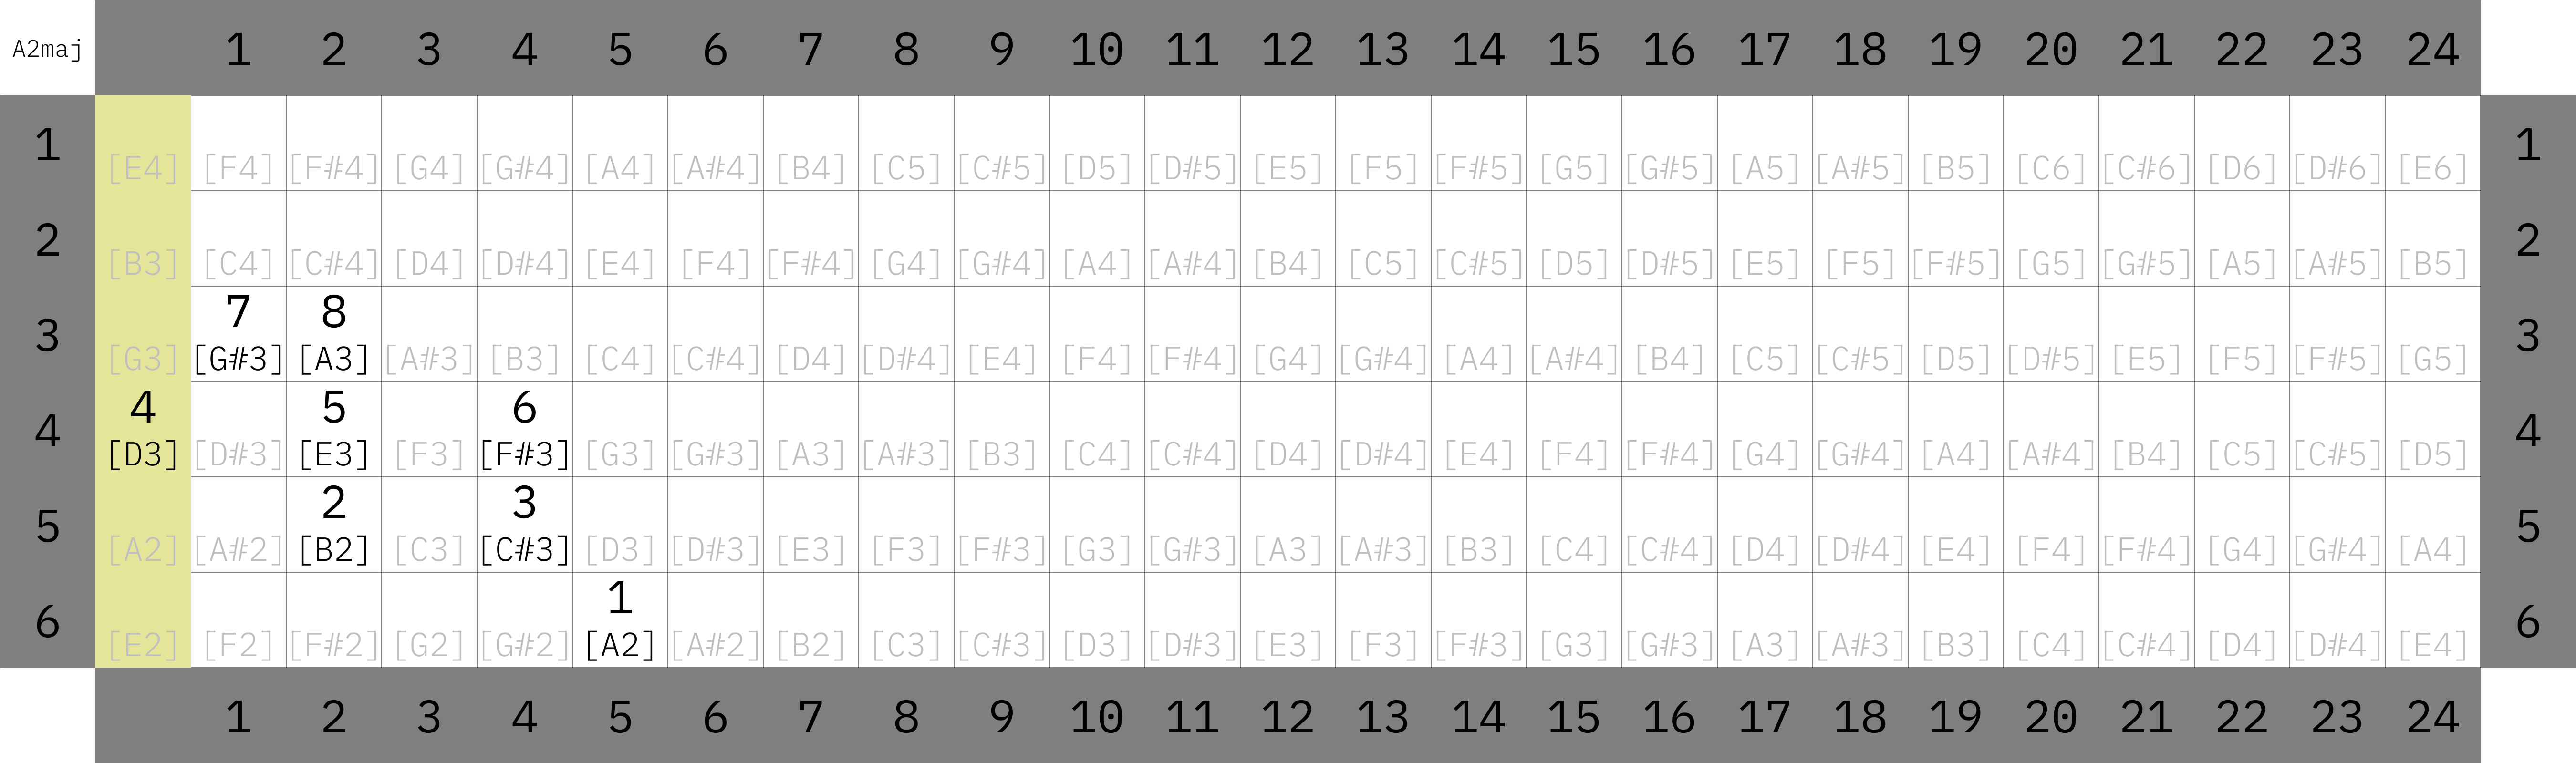 A2maj 1 2 3 4 5 6 7 8 9 10 11 12 13 14 15 16 17 18 19 20 21 22 23 24
1 [E4] [F4] [F#4] [G4] [G#4] [A4] [A#4] [B4] [C5] [C#5] [D5] [D#5] [E5] [F5] [F#5] [G5] [G#5] [A5] [A#5] [B5] [C6] [C#6] [D6] [D#6] [E6] 1
2 [B3] [C4] [C#4] [D4] [D#4] [E4] [F4] [F#4] [G4] [G#4] [A4] [A#4] [B4] [C5] [C#5] [D5] [D#5] [E5] [F5] [F#5] [G5] [G#5] [A5] [A#5] [B5] 2
7 8
3 [G3] [G#3] [A3] [A#3] [B3] [C4] [C#4] [D4] [D#4] [E4] [F4] [F#4] [G4] [G#4] [A4] [A#4] [B4] [C5] [C#5] [D5] [D#5] [E5] [F5] [F#5] [G5] 3
4 5 6
4 [D3] [D#3] [E3] [F3] [F#3] [G3] [G#3] [A3] [A#3] [B3] [C4] [C#4] [D4] [D#4] [E4] [F4] [F#4] [G4] [G#4] [A4] [A#4] [B4] [C5] [C#5] [D5] 4
2 3
5 [A2] [A#2] [B2] [C3] [C#3] [D3] [D#3] [E3] [F3] [F#3] [G3] [G#3] [A3] [A#3] [B3] [C4] [C#4] [D4] [D#4] [E4] [F4] [F#4] [G4] [G#4] [A4] 5
1
6 [E2] [F2] [F#2] [G2] [G#2] [A2] [A#2] [B2] [C3] [C#3] [D3] [D#3] [E3] [F3] [F#3] [G3] [G#3] [A3] [A#3] [B3] [C4] [C#4] [D4] [D#4] [E4] 6
1 2 3 4 5 6 7 8 9 10 11 12 13 14 15 16 17 18 19 20 21 22 23 24